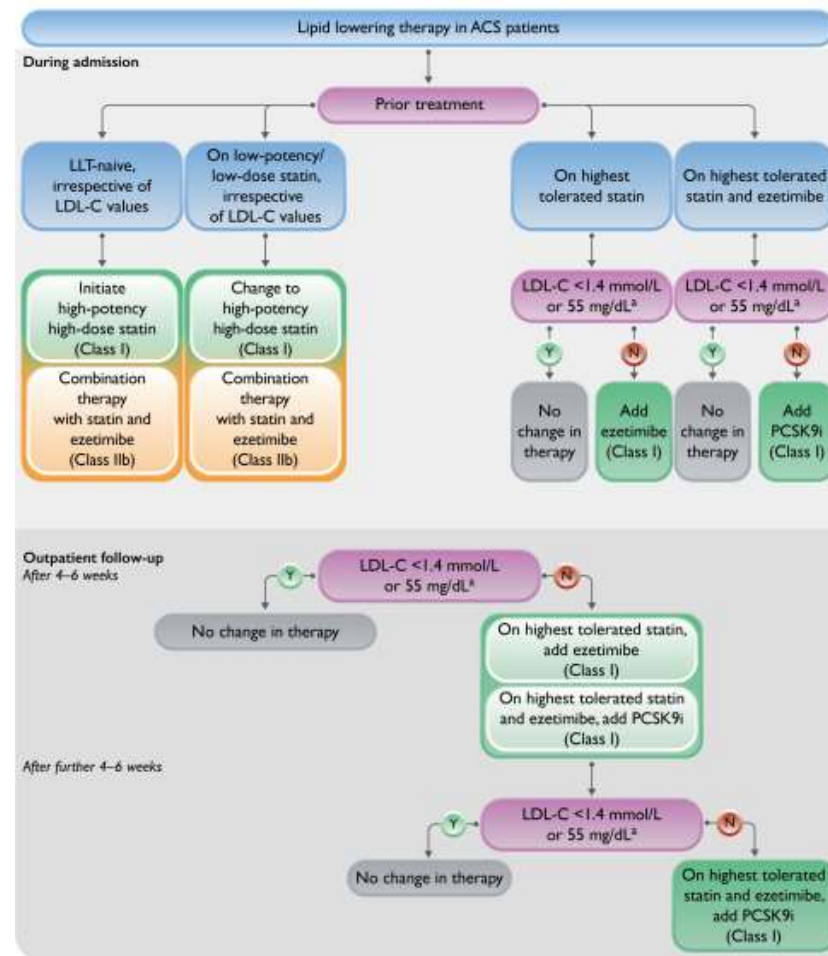 Lipid lowering therapy in ACS patients
During admission
Prior treatment
LLT-naive,
irrespective of
LDL-C values
On low-potency/
low-dose statin,
irrespective
of LDL-C values
On highest
tolerated statin
On highest tolerated
statin and ezetimibe
Initiate
high-potency
high-dose statin
(Class I)
Change to
high-potency
high-dose statin
(Class I)
LDL-C <1.4 mmol/L
or 55 mg/dLª
LDL-C <1.4 mmol/L
or 55 mg/dLª
Y
N
Y
N
Combination
therapy
with statin and
ezetimibe
(Class IIb)
Combination
therapy
with statin and
ezetimibe
(Class IIb)
No
change in
therapy
Add
ezetimibe
(Class I)
No
change in
therapy
Add
PCSK9i
(Class I)
Outpatient follow-up
After 4–6 weeks
LDL-C <1.4 mmol/L
or 55 mg/dLª
Y
N
No change in therapy
On highest tolerated statin,
add ezetimibe
(Class I)
On highest tolerated statin
and ezetimibe, add PCSK9i
(Class I)
After further 4–6 weeks
LDL-C <1.4 mmol/L
or 55 mg/dLª
Y
N
No change in therapy
On highest tolerated
statin and ezetimibe,
add PCSK9i
(Class I)